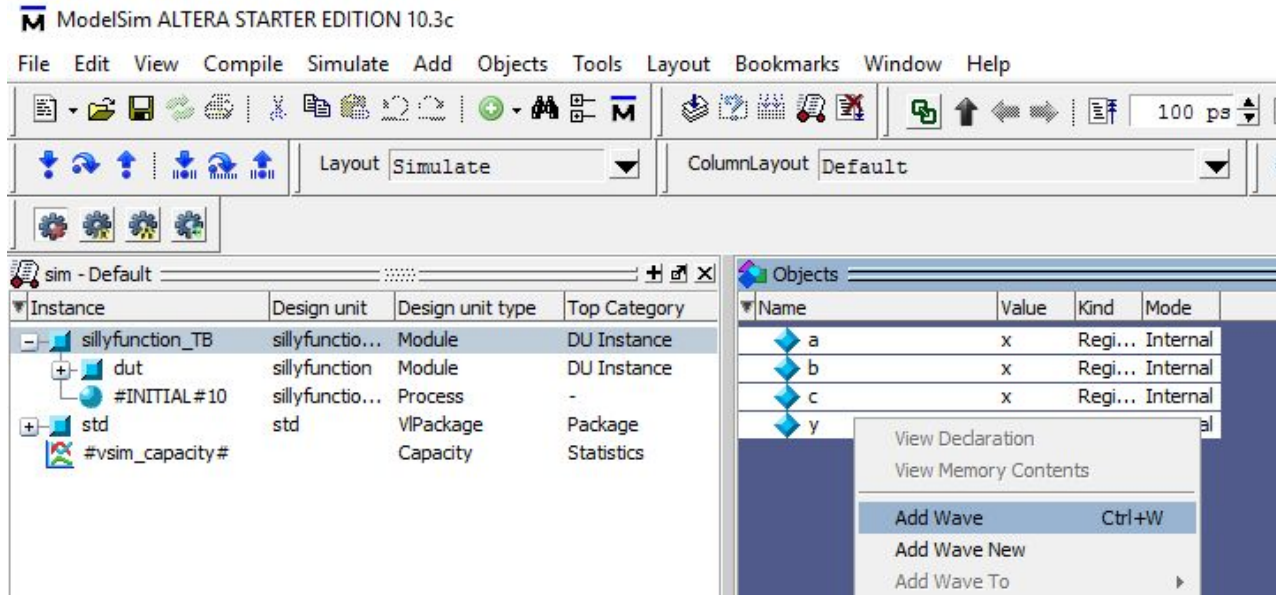 ModelSim ALTERA STARTER EDITION 10.3c
File Edit View Compile Simulate Add Objects Tools Layout Bookmarks Window Help
100 ps
Layout Simulate ColumnLayout Default
sim - Default Objects
Instance Design unit Design unit type Top Category Name Value Kind Mode
sillyfunction_TB sillyfunctio... Module DU Instance a x Regi... Internal
dut sillyfunction Module DU Instance b x Regi... Internal
#INITIAL#10 sillyfunctio... Process - c x Regi... Internal
std std VlPackage Package y al
#vsim_capacity# Capacity Statistics
View Declaration
View Memory Contents
Add Wave Ctrl+W
Add Wave New
Add Wave To